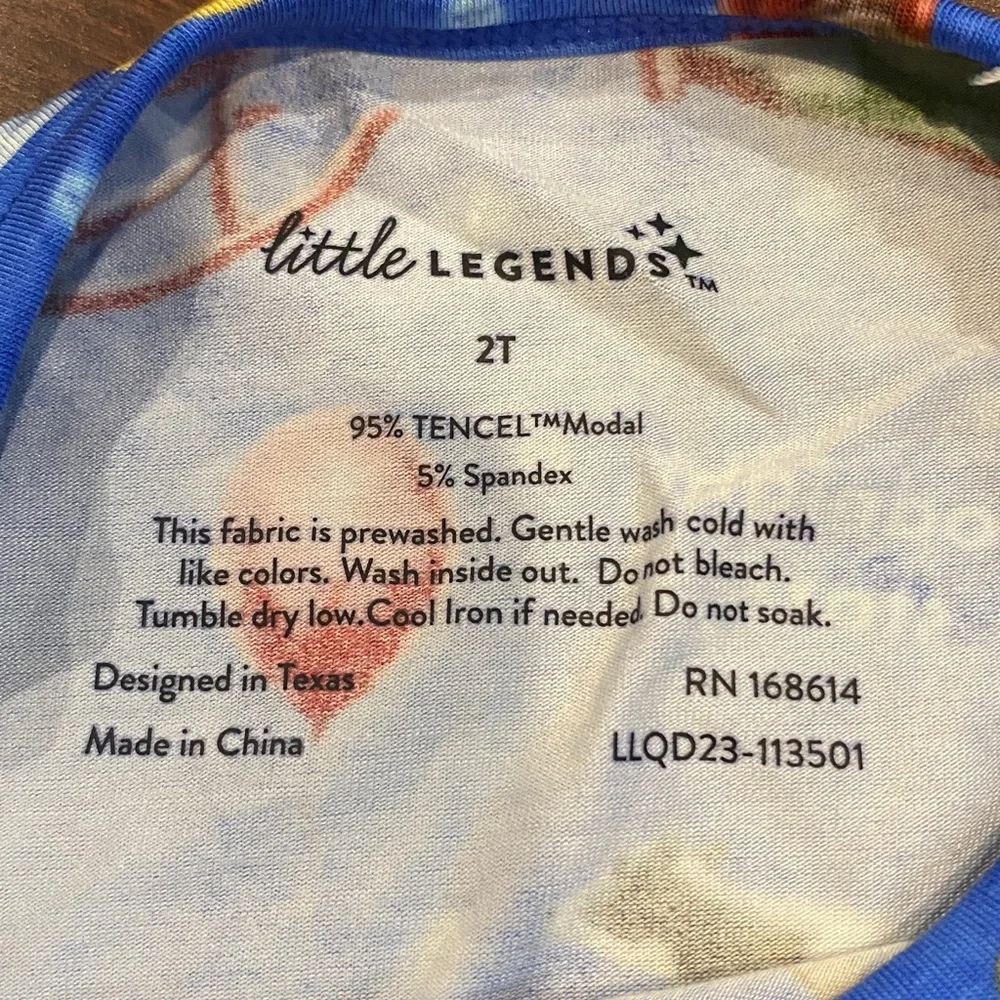 little LEGENDS™
2T
95% TENCEL™Modal
5% Spandex
This fabric is prewashed. Gentle wash cold with
like colors. Wash inside out. Do not bleach.
Tumble dry low.Cool Iron if needed. Do not soak.
Designed in Texas
RN 168614
Made in China
LLQD23-113501